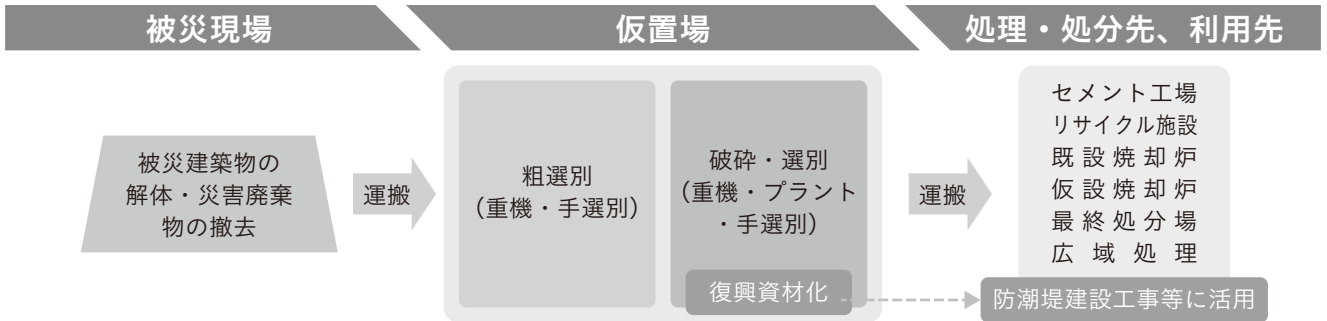 被災現場
仮置場
処理・処分先、利用先
被災建築物の
解体・災害廃棄
物の撤去
運搬
粗選別
(重機・手選別)
破砕・選別
(重機・プラント
・手選別)
復興資材化
運搬
セメント工場
リサイクル施設
既設焼却炉
仮設焼却炉
最終処分場
広域処理
防潮堤建設工事等に活用